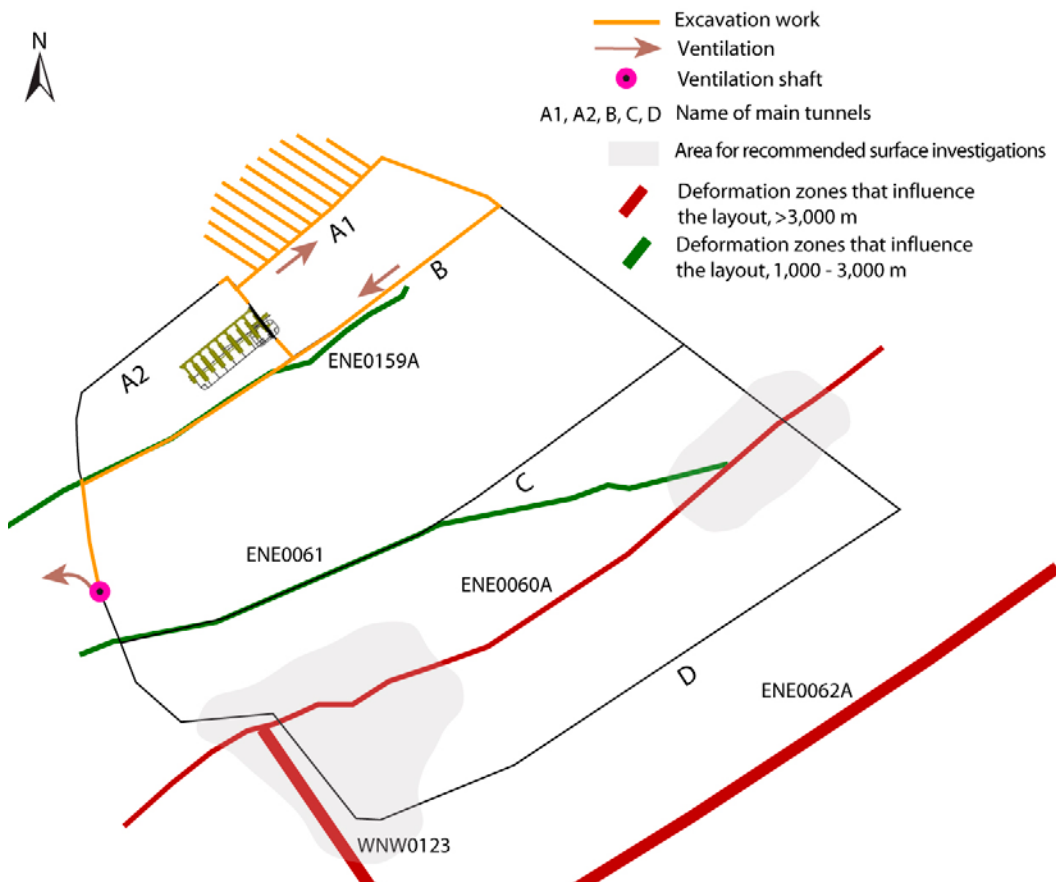 N
Excavation work
Ventilation
Ventilation shaft
A1, A2, B, C, D Name of main tunnels
Area for recommended surface investigations
Deformation zones that influence
the layout, >3,000 m
Deformation zones that influence
the layout, 1,000 - 3,000 m
A1
B
A2
ENE0159A
C
ENE0061
ENE0060A
D
ENE0062A
WNW0123